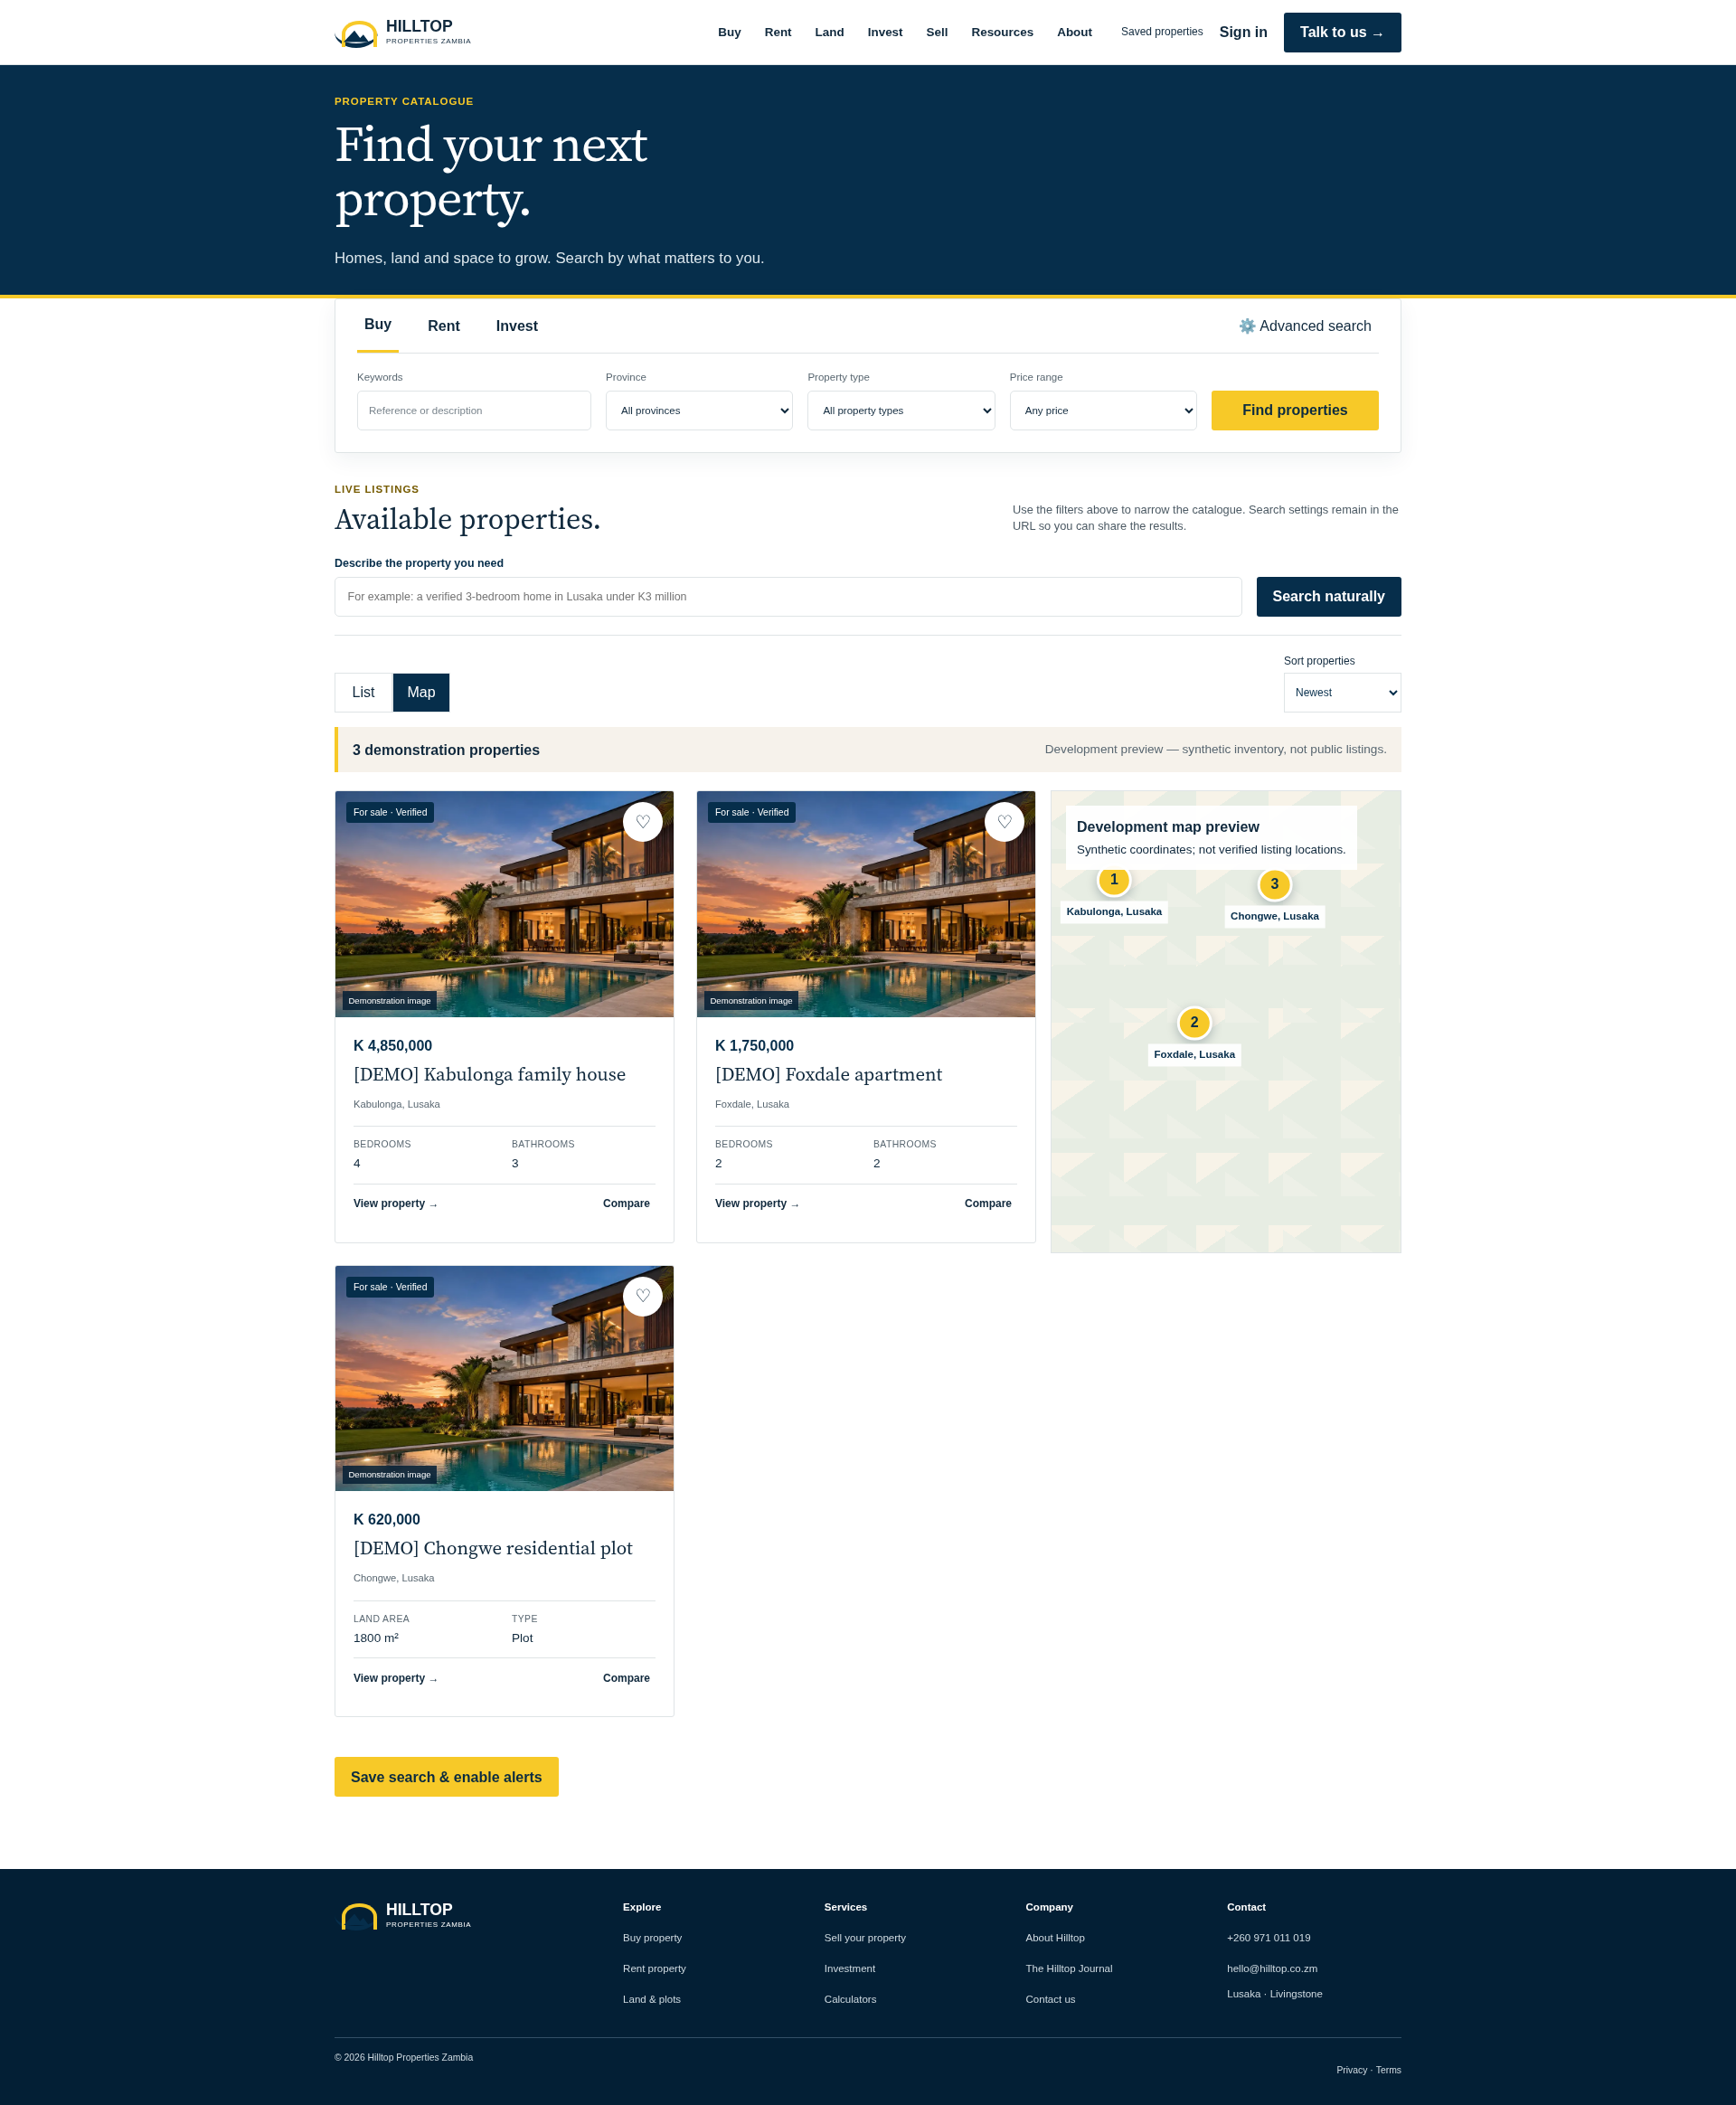 HILLTOP
PROPERTIES ZAMBIA
Buy
Rent
Land
Invest
Sell
Resources
About
Saved properties
Sign in
Talk to us →
PROPERTY CATALOGUE
Find your next
property.
Homes, land and space to grow. Search by what matters to you.
Buy
Rent
Invest
⚙️ Advanced search
Keywords
Province
Property type
Price range
Reference or description
All provinces
All property types
Any price
Find properties
LIVE LISTINGS
Available properties.
Use the filters above to narrow the catalogue. Search settings remain in the
URL so you can share the results.
Describe the property you need
For example: a verified 3-bedroom home in Lusaka under K3 million
Search naturally
List
Map
Sort properties
Newest
3 demonstration properties
Development preview — synthetic inventory, not public listings.
For sale · Verified
♡
Demonstration image
K 4,850,000
[DEMO] Kabulonga family house
Kabulonga, Lusaka
BEDROOMS
BATHROOMS
4
3
View property →
Compare
For sale · Verified
♡
Demonstration image
K 1,750,000
[DEMO] Foxdale apartment
Foxdale, Lusaka
BEDROOMS
BATHROOMS
2
2
View property →
Compare
Development map preview
Synthetic coordinates; not verified listing locations.
1
Kabulonga, Lusaka
3
Chongwe, Lusaka
2
Foxdale, Lusaka
For sale · Verified
♡
Demonstration image
K 620,000
[DEMO] Chongwe residential plot
Chongwe, Lusaka
LAND AREA
TYPE
1800 m²
Plot
View property →
Compare
Save search & enable alerts
HILLTOP
PROPERTIES ZAMBIA
Explore
Buy property
Rent property
Land & plots
Services
Sell your property
Investment
Calculators
Company
About Hilltop
The Hilltop Journal
Contact us
Contact
+260 971 011 019
hello@hilltop.co.zm
Lusaka · Livingstone
© 2026 Hilltop Properties Zambia
Privacy · Terms